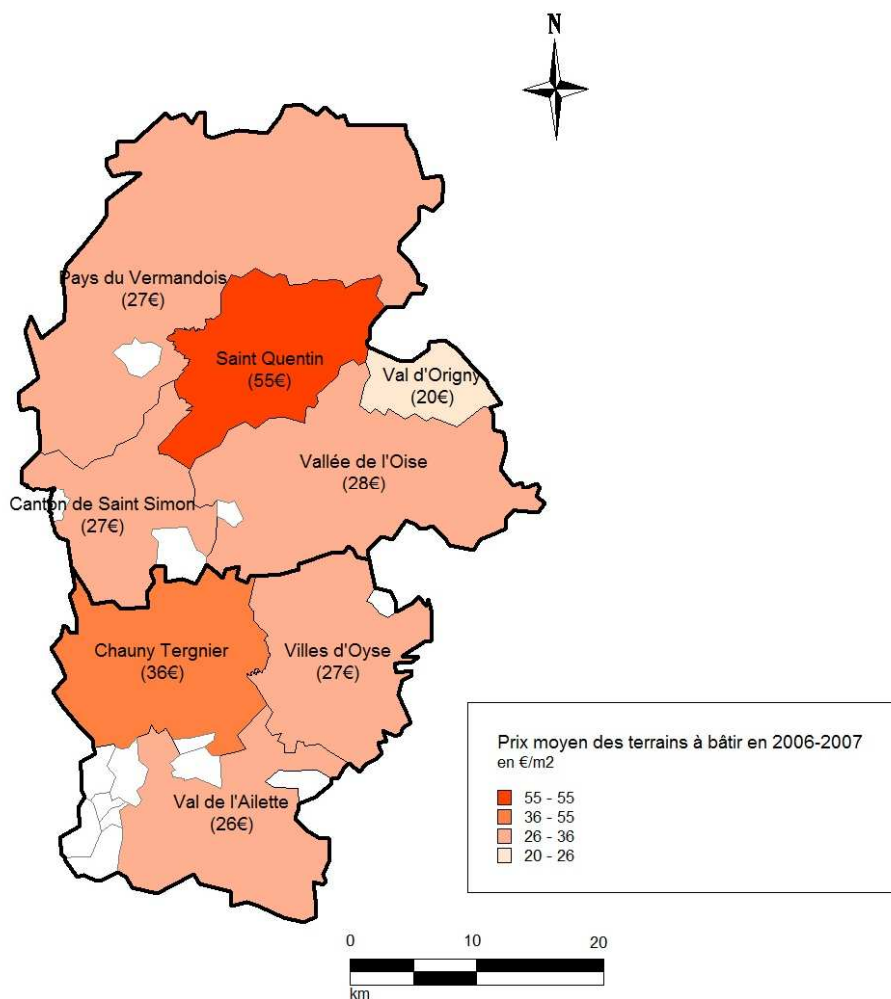 N
Pays du Vermandois
(27€)
Saint Quentin
(55€)
Val d'Origny
(20€)
Vallée de l'Oise
(28€)
Canton de Saint Simon
(27€)
Chauny Tergnier
(36€)
Villes d'Oyse
(27€)
Val de l'Ailette
(26€)
Prix moyen des terrains à bâtir en 2006-2007
en €/m2
55 - 55
36 - 55
26 - 36
20 - 26
0 10 20
km